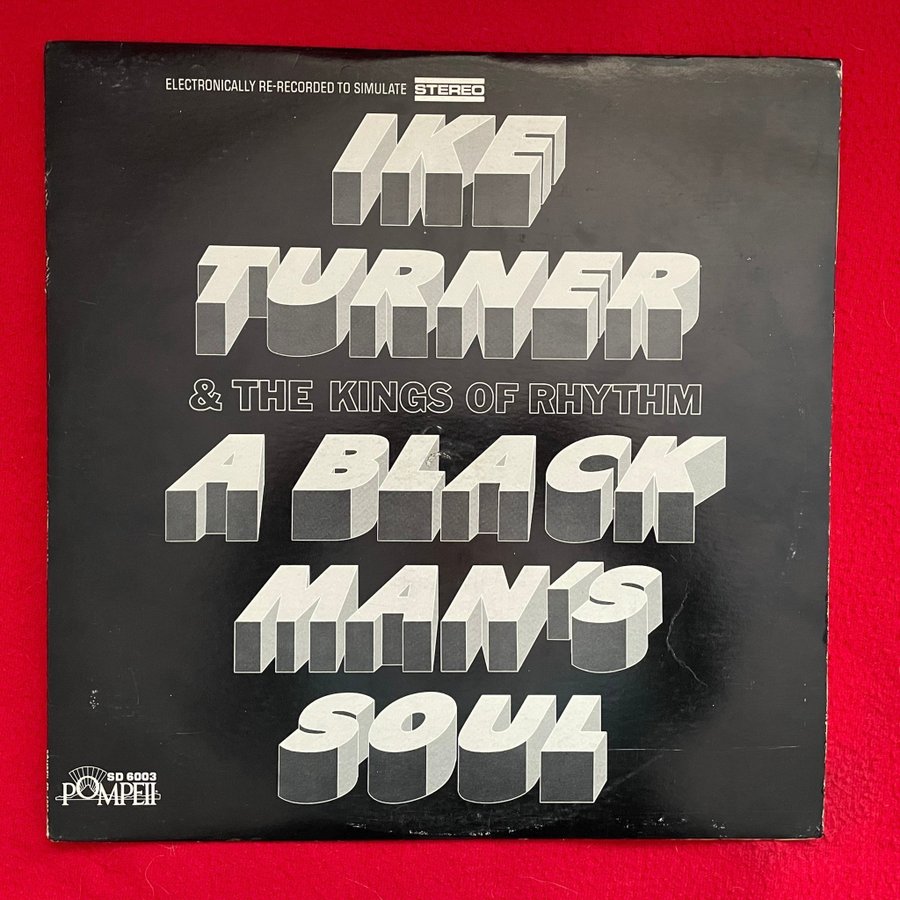 ELECTRONICALLY RE-RECORDED TO SIMULATE STEREO
IKE
TURNER
& THE KINGS OF RHYTHM
A BLACK
MAN'S
SOUL
SD 6003
POMPEII